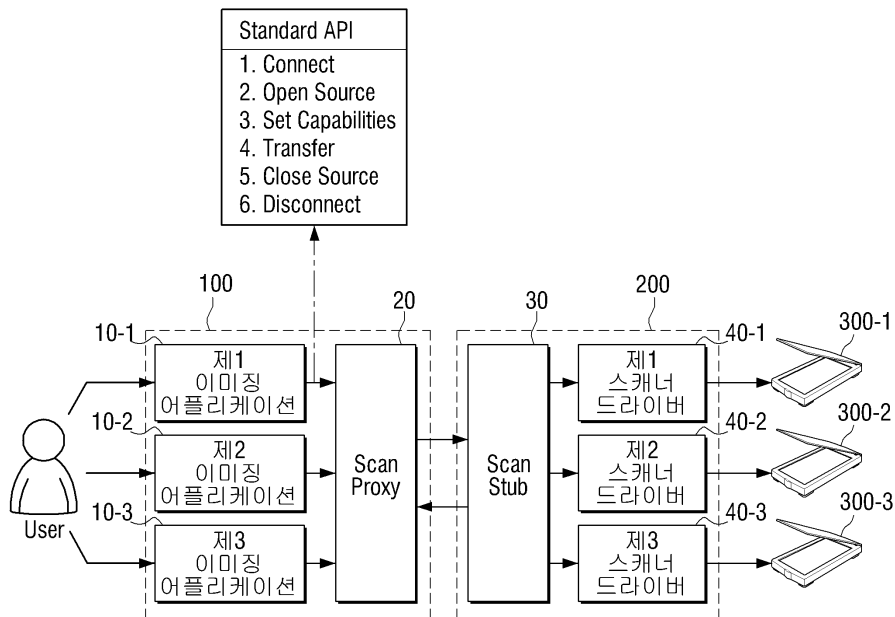 Standard API
1. Connect
2. Open Source
3. Set Capabilities
4. Transfer
5. Close Source
6. Disconnect
100
20
30
200
10-1
40-1
300-1
제1
이미징
어플리케이션
제1
스캐너
드라이버
10-2
40-2
300-2
제2
이미징
어플리케이션
Scan
Proxy
Scan
Stub
제2
스캐너
드라이버
User
10-3
40-3
300-3
제3
이미징
어플리케이션
제3
스캐너
드라이버